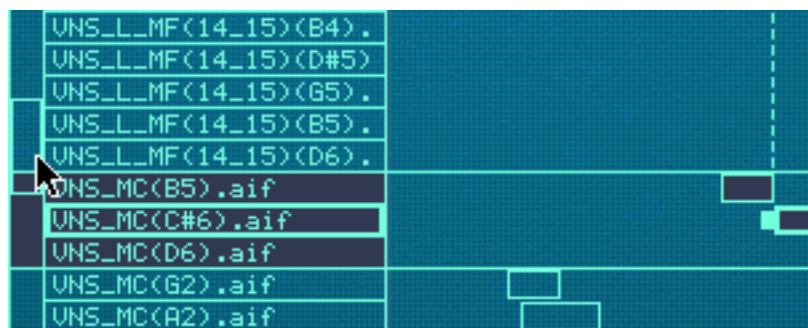 VNS_L_MF(14_15)(B4).
VNS_L_MF(14_15)(D#5)
VNS_L_MF(14_15)(G5).
VNS_L_MF(14_15)(B5).
VNS_L_MF(14_15)(D6).
VNS_MC(B5).aif
VNS_MC(C#6).aif
VNS_MC(D6).aif
VNS_MC(G2).aif
VNS_MC(A2).aif